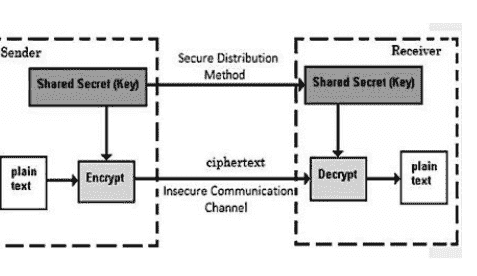 Sender
Receiver
Secure Distribution
Method
Shared Secret (Key)
Shared Secret (Key)
plain
text
Encrypt
ciphertext
Insecure Communication
Channel
Decrypt
plain
text